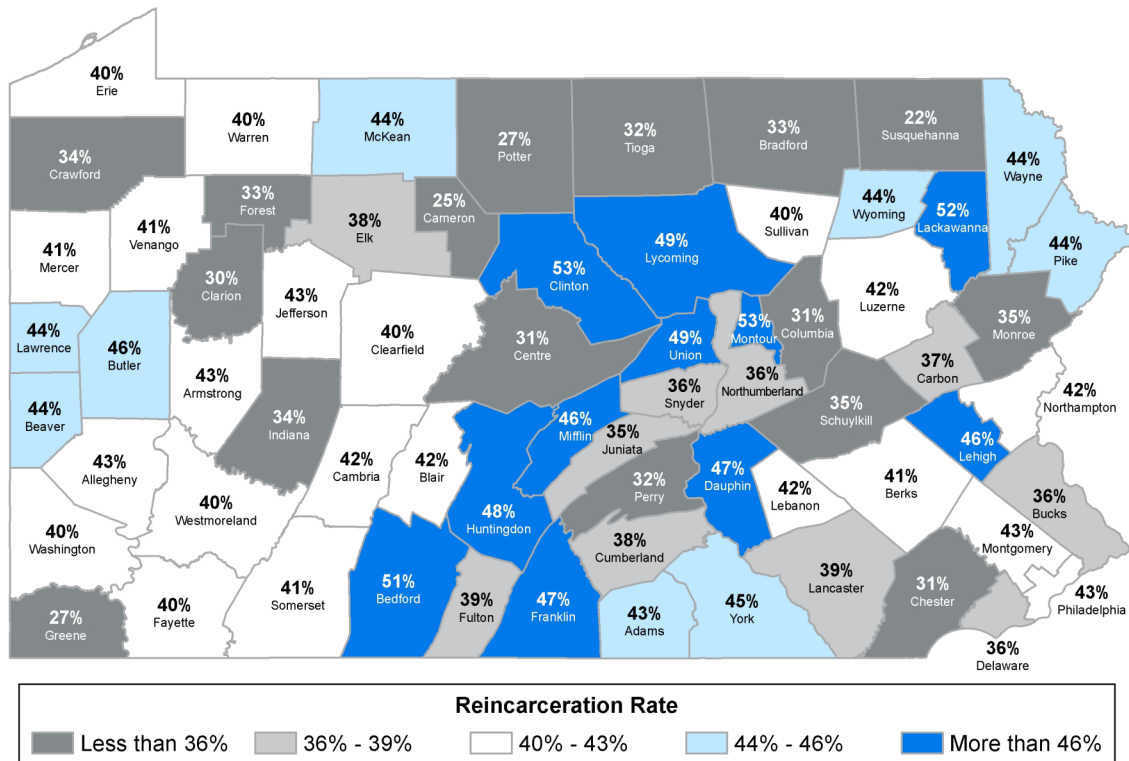 40%
Erie
40%
Warren
44%
McKean
27%
Potter
32%
Tioga
33%
Bradford
22%
Susquehanna
44%
Wayne
34%
Crawford
33%
Forest
38%
Elk
25%
Cameron
49%
Lycoming
40%
Sullivan
44%
Wyoming
52%
Lackawanna
44%
Pike
41%
Mercer
41%
Venango
30%
Clarion
43%
Jefferson
40%
Clearfield
53%
Clinton
31%
Centre
49%
Union
53%
Montour
31%
Columbia
42%
Luzerne
35%
Monroe
44%
Lawrence
46%
Butler
43%
Armstrong
36%
Snyder
36%
Northumberland
37%
Carbon
42%
Northampton
44%
Beaver
34%
Indiana
46%
Mifflin
35%
Juniata
35%
Schuylkill
46%
Lehigh
43%
Allegheny
42%
Cambria
42%
Blair
48%
Huntingdon
32%
Perry
47%
Dauphin
42%
Lebanon
41%
Berks
36%
Bucks
40%
Washington
40%
Westmoreland
38%
Cumberland
43%
Montgomery
27%
Greene
40%
Fayette
41%
Somerset
51%
Bedford
39%
Fulton
47%
Franklin
43%
Adams
45%
York
39%
Lancaster
31%
Chester
43%
Philadelphia
36%
Delaware
Reincarceration Rate
Less than 36%
36% - 39%
40% - 43%
44% - 46%
More than 46%